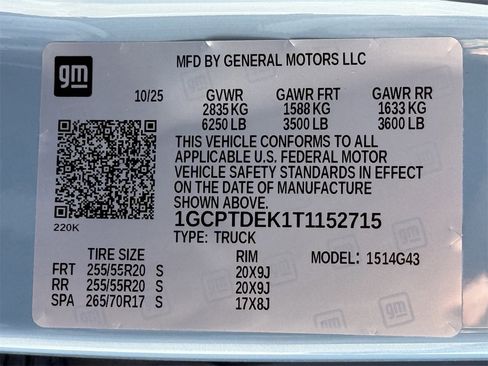 gm
MFD BY GENERAL MOTORS LLC
10/25 GVWR GAWR FRT GAWR RR
2835 KG 1588 KG 1633 KG
6250 LB 3500 LB 3600 LB
THIS VEHICLE CONFORMS TO ALL
APPLICABLE U.S. FEDERAL MOTOR
VEHICLE SAFETY STANDARDS IN EFFECT
ON THE DATE OF MANUFACTURE
SHOWN ABOVE.
220K
1GCPTDEK1T1152715
TYPE: TRUCK
TIRE SIZE RIM MODEL: 1514G43
FRT 255/55R20 S 20X9J
RR 255/55R20 S 20X9J
SPA 265/70R17 S 17X8J